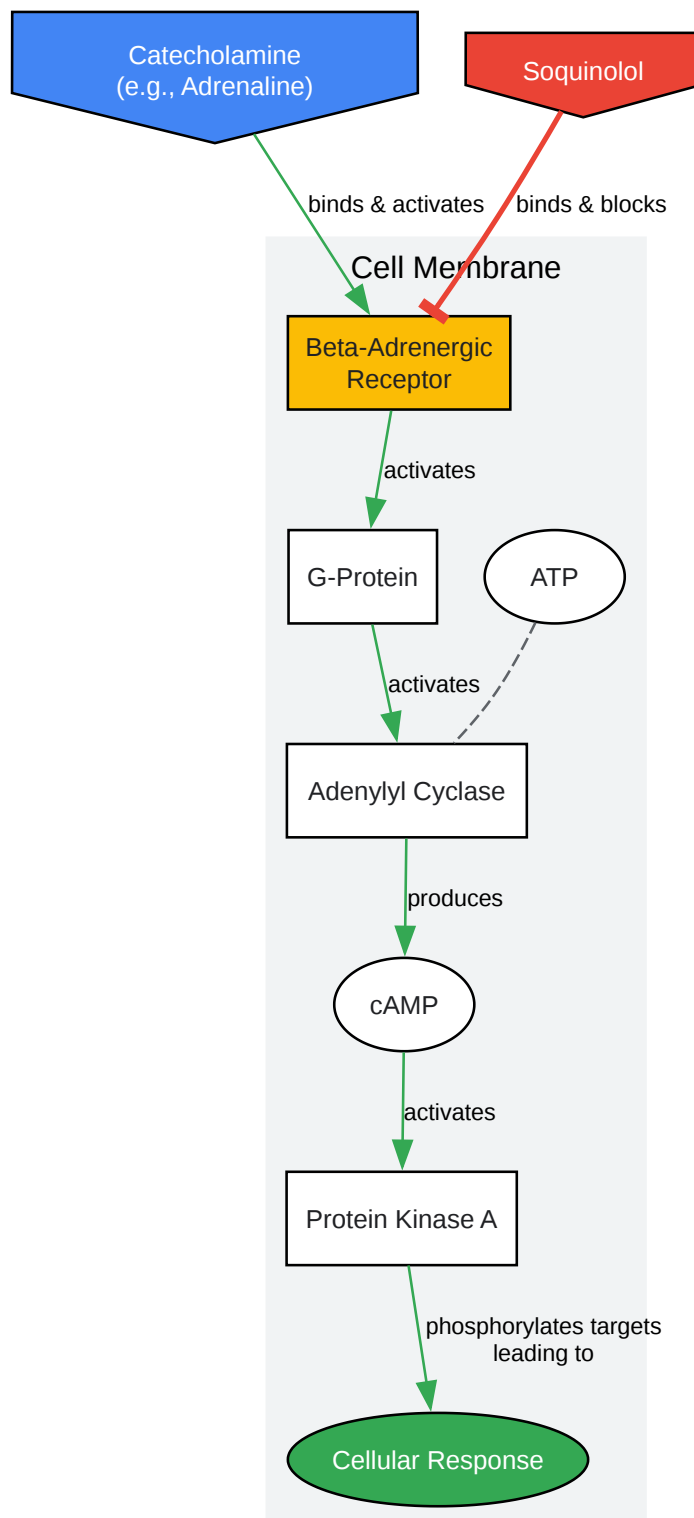 Catecholamine
(e.g., Adrenaline)
Soquinolol
binds & activates
binds & blocks
Cell Membrane
Beta-Adrenergic
Receptor
activates
G-Protein
ATP
activates
Adenylyl Cyclase
produces
cAMP
activates
Protein Kinase A
phosphorylates targets
leading to
Cellular Response